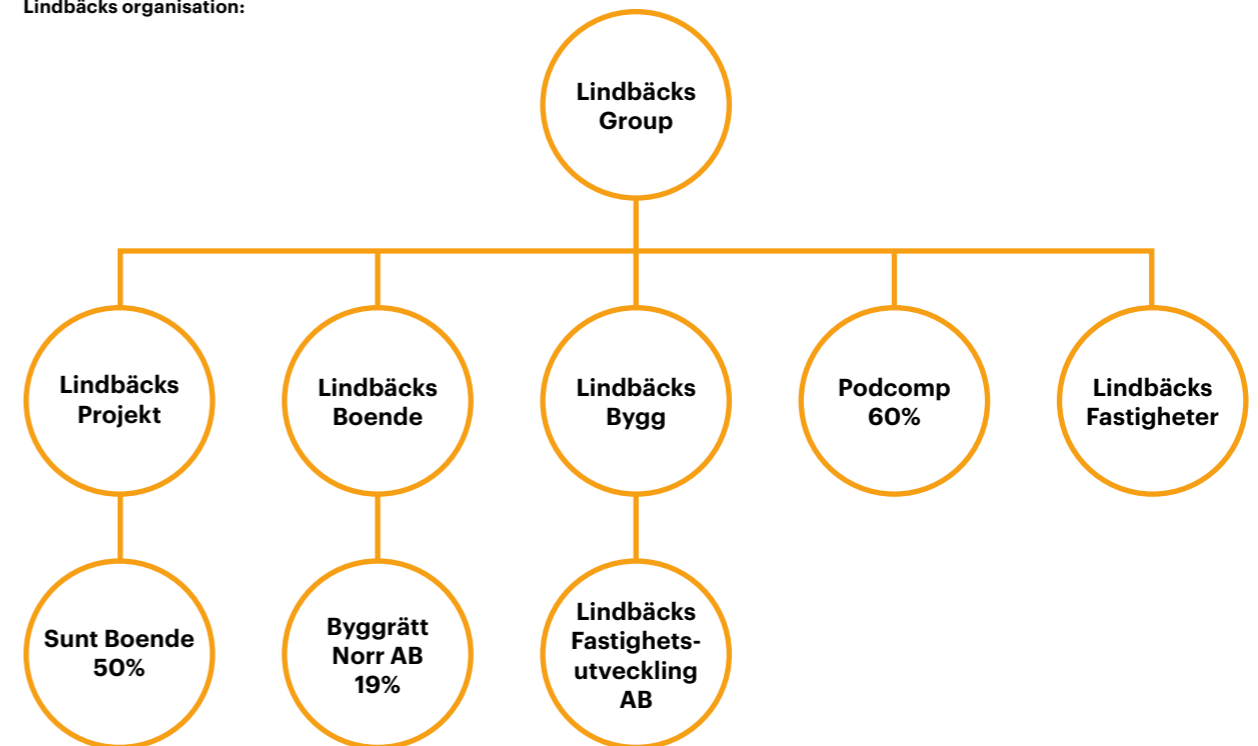 Lindbäcks organisation:
Lindbäcks
Group
Lindbäcks
Projekt
Lindbäcks
Boende
Lindbäcks
Bygg
Podcomp
60%
Lindbäcks
Fastigheter
Sunt Boende
50%
Byggrätt
Norr AB
19%
Lindbäcks
Fastighets-
utveckling
AB